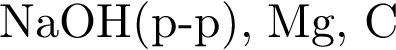 NaOH(p-p), Mg, C